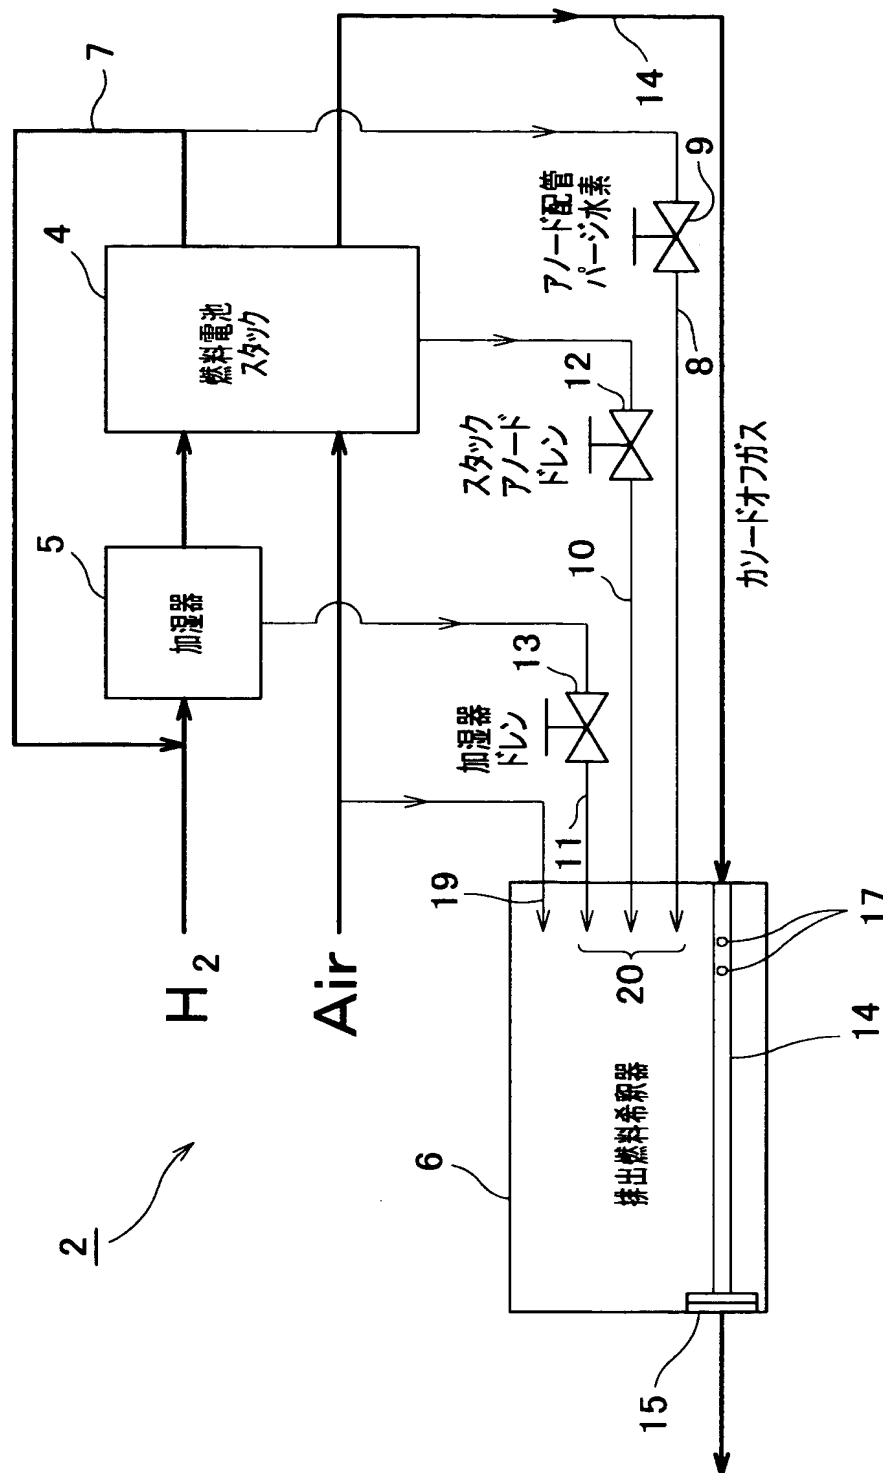 2
H2
Air
5
加湿器
4
燃料電池
スタック
7
14
アノード配管
パージ水素
9
8
スタック
アノード
ドレン
12
10
加湿器
ドレン
13
11
19
カソードオフガス
20
17
14
6
排出燃料希釈器
15